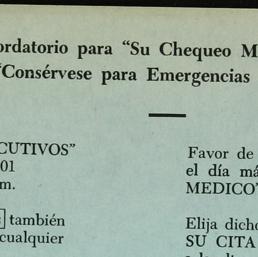 ordatorio para “Su Chequeo M
“Consérvese para Emergencias
CUTIVOS”
01
m.
también
cualquier
Favor de
el día má
MEDICO”
Elija dicho
SU CITA